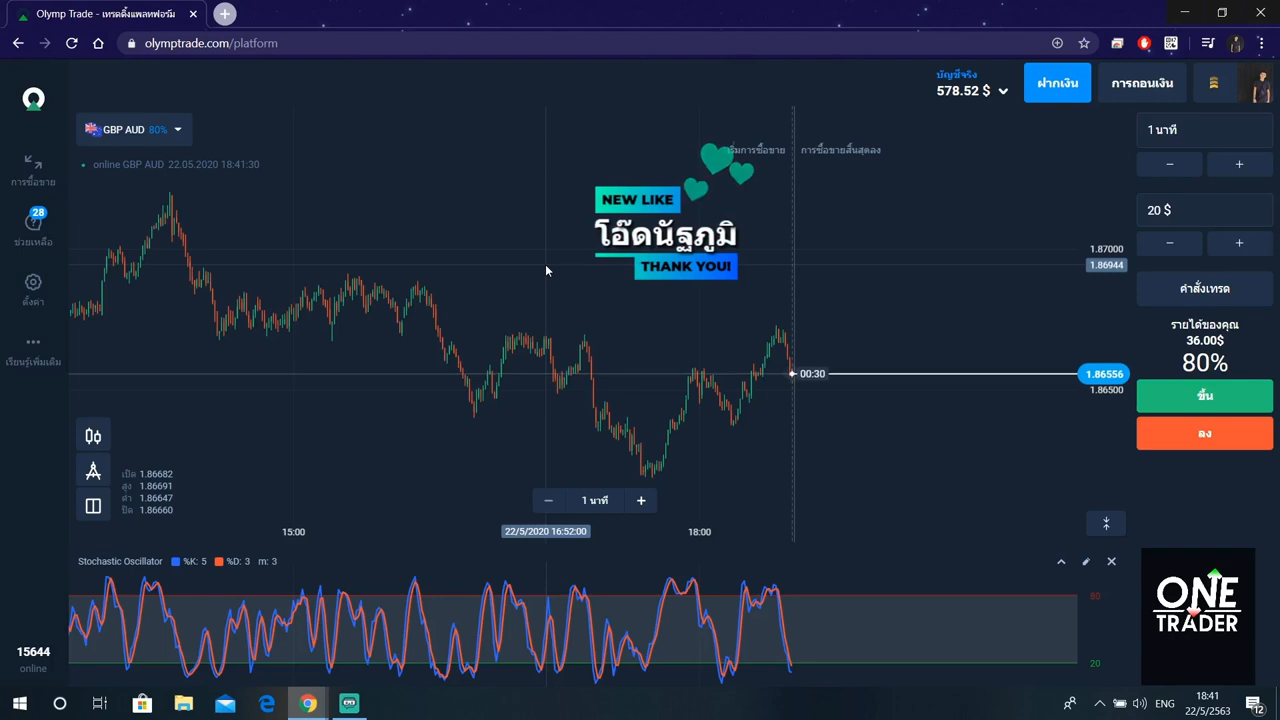 Olymp Trade - เทรดดิ้งแพลทฟอร์ม
olymptrade.com/platform
บัญชีจริง
578.52 $
ฝากเงิน
การถอนเงิน
GBP AUD 80%
online GBP AUD 22.05.2020 18:41:30
การซื้อขาย
28
ช่วยเหลือ
ตั้งค่า
เรียนรู้เพิ่มเติม
การซื้อขายสิ้นสุดลง
NEW LIKE
โอ๊ตนัฐภูมิ
THANK YOU!
1.87000
1.86944
00:30
1.86556
1.86500
1 นาที
20 $
คำสั่งเทรด
รายได้ของคุณ
36.00$
80%
ขึ้น
ลง
เปิด 1.86682
สูง 1.86691
ต่ำ 1.86647
ปิด 1.86660
1 นาที
15:00
22/5/2020 16:52:00
18:00
Stochastic Oscillator %K: 5 %D: 3 m: 3
80
20
ONE
TRADER
15644
online
ENG
18:41
22/5/2563
12